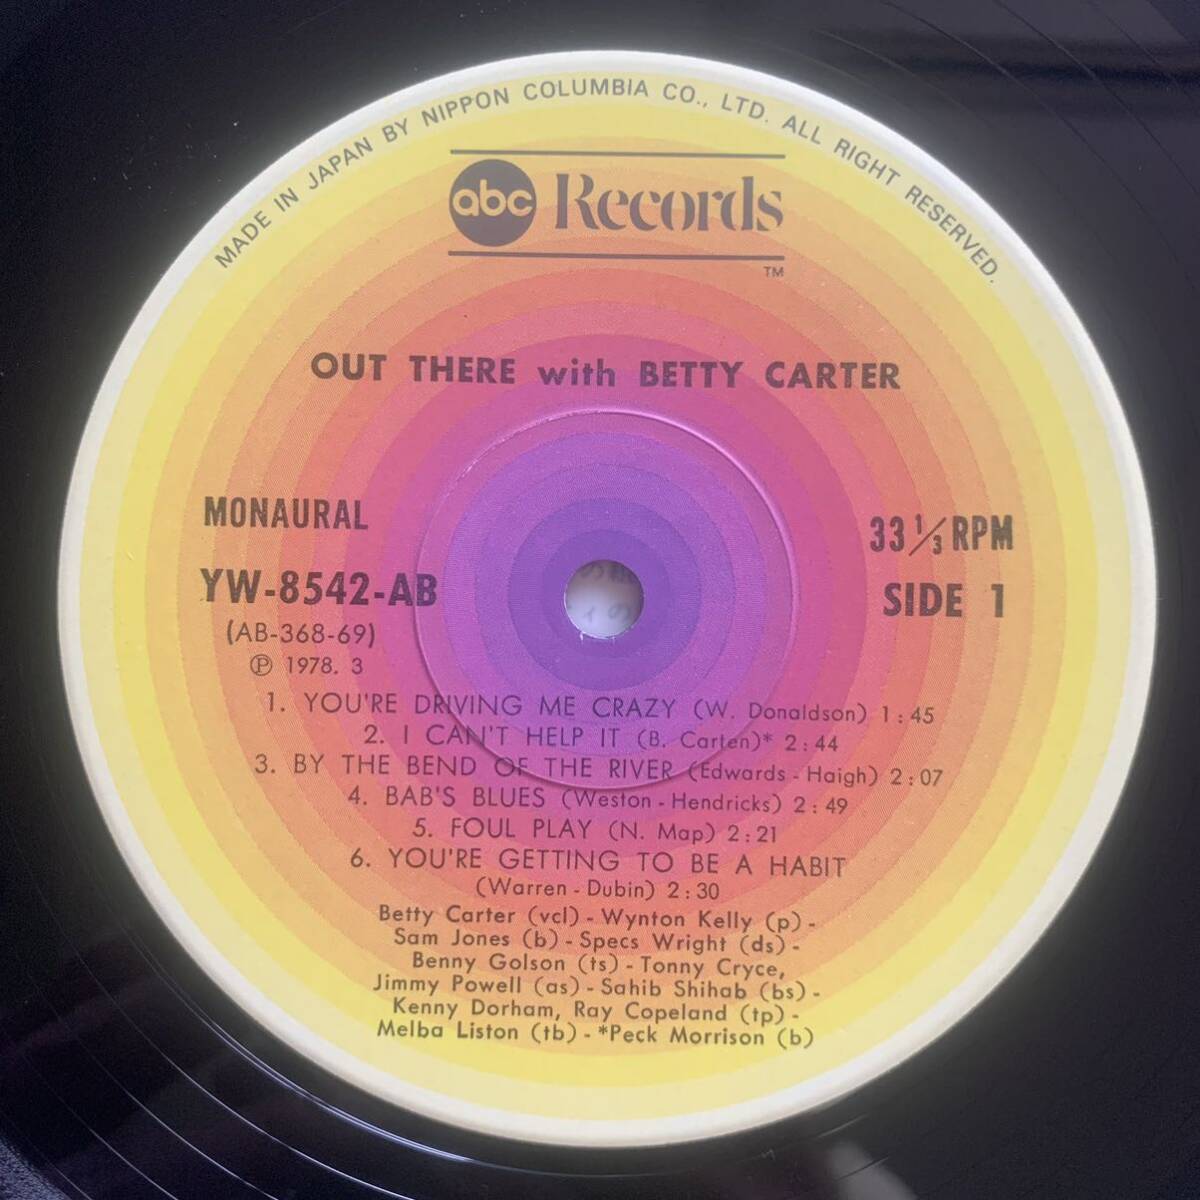 MADE IN JAPAN BY NIPPON COLUMBIA CO., LTD. ALL RIGHT RESERVED.
abc Records
TM
OUT THERE with BETTY CARTER
MONAURAL
33 1/3 RPM
YW-8542-AB
SIDE 1
(AB-368-69)
Ⓟ 1978. 3
1. YOU'RE DRIVING ME CRAZY (W. Donaldson) 1:45
2. I CAN'T HELP IT (B. Carten)* 2:44
3. BY THE BEND OF THE RIVER (Edwards-Haigh) 2:07
4. BAB'S BLUES (Weston-Hendricks) 2:49
5. FOUL PLAY (N. Map) 2:21
6. YOU'RE GETTING TO BE A HABIT
(Warren-Dubin) 2:30
Betty Carter (vcl)-Wynton Kelly (p)-
Sam Jones (b)-Specs Wright (ds)-
Benny Golson (ts)-Tonny Cryce,
Jimmy Powell (as)-Sahib Shihab (bs)-
Kenny Dorham, Ray Copeland (tp)-
Melba Liston (tb)-*Peck Morrison (b)